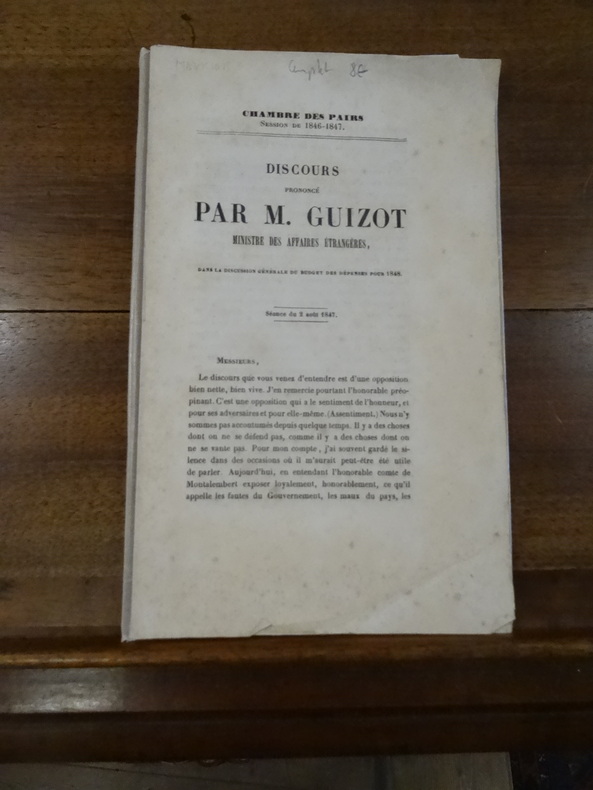 CHAMBRE DES PAIRS
SESSION DE 1846-1847.
DISCOURS
PRONONCÉ
PAR M. GUIZOT
MINISTRE DES AFFAIRES ÉTRANGÈRES,
DANS LA DISCUSSION GÉNÉRALE DU BUDGET DES DÉPENSES POUR 1848.
Séance du 2 août 1847.
MESSIEURS,
Le discours que vous venez d'entendre est d'une opposition
bien nette, bien vive. J'en remercie pourtant l'honorable préo-
pinant. C'est une opposition qui a le sentiment de l'honneur, et
pour ses adversaires et pour elle-même. (Assentiment.) Nous n'y
sommes pas accoutumés depuis quelque temps. Il y a des choses
dont on ne se défend pas, comme il y a des choses dont on
ne se vante pas. Pour mon compte, j'ai souvent gardé le si-
lence dans des occasions où il m'aurait peut-être été utile
de parler. Aujourd'hui, en entendant l'honorable comte de
Montalembert exposer loyalement, honorablement, ce qu'il
appelle les fautes du Gouvernement, les maux du pays, les